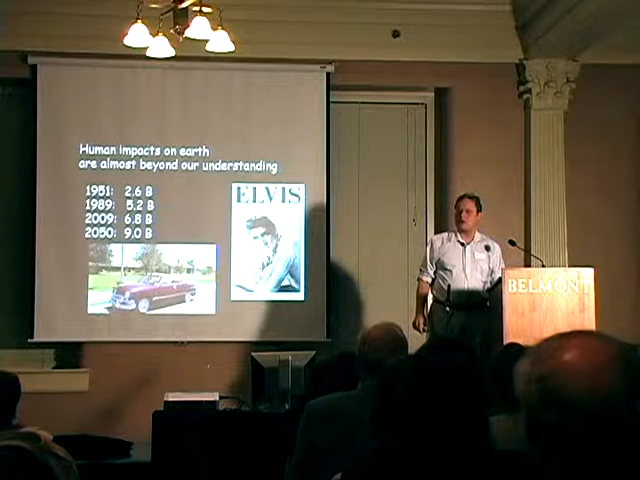 Human impacts on earth
are almost beyond our understanding
1951: 2.6 B
1989: 5.2 B
2009: 6.8 B
2050: 9.0 B
ELVIS
BELMONT